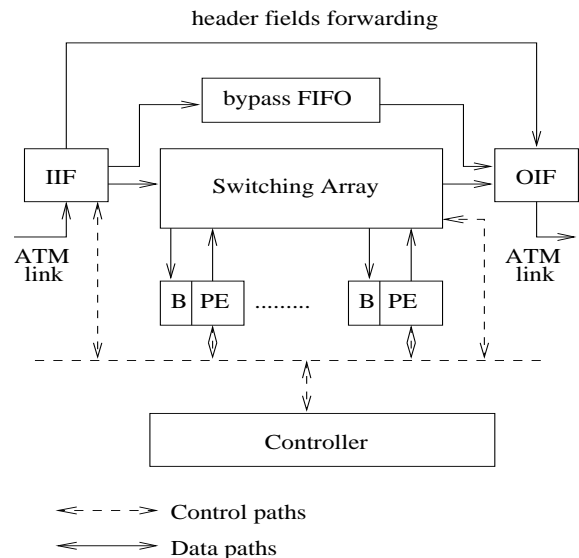 header fields forwarding
bypass FIFO
IIF
Switching Array
OIF
ATM
link
ATM
link
B PE
.........
B PE
Controller
Control paths
Data paths